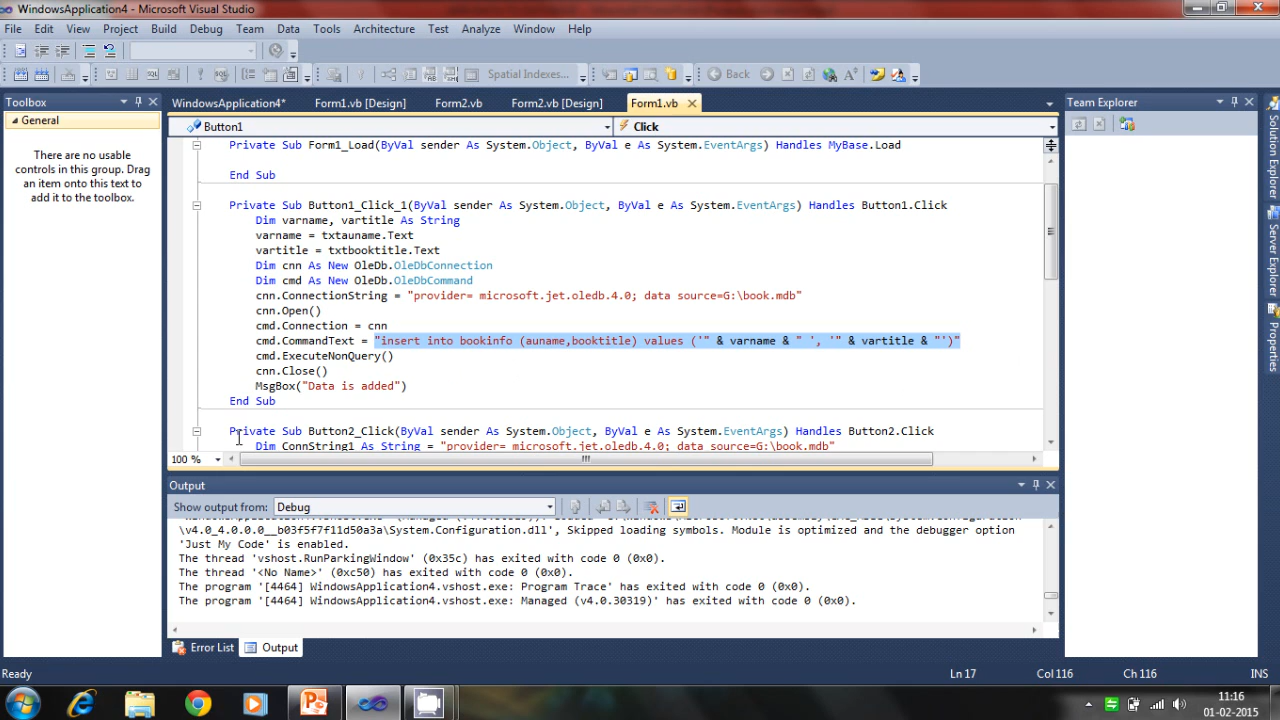 WindowsApplication4 - Microsoft Visual Studio
File Edit View Project Build Debug Team Data Tools Architecture Test Analyze Window Help
Spatial Indexes... Back
Toolbox
WindowsApplication4* Form1.vb [Design] Form2.vb Form2.vb [Design] Form1.vb
Team Explorer
General
Button1 Click
There are no usable
controls in this group. Drag
an item onto this text to
add it to the toolbox.
Private Sub Form1_Load(ByVal sender As System.Object, ByVal e As System.EventArgs) Handles MyBase.Load
End Sub
Private Sub Button1_Click_1(ByVal sender As System.Object, ByVal e As System.EventArgs) Handles Button1.Click
Dim varname, vartitle As String
varname = txtauname.Text
vartitle = txtbooktitle.Text
Dim cnn As New OleDb.OleDbConnection
Dim cmd As New OleDb.OleDbCommand
cnn.ConnectionString = "provider= microsoft.jet.oledb.4.0; data source=G:\book.mdb"
cnn.Open()
cmd.Connection = cnn
cmd.CommandText = "insert into bookinfo (auname,booktitle) values ('" & varname & " ', '" & vartitle & "')"
cmd.ExecuteNonQuery()
cnn.Close()
MsgBox("Data is added")
End Sub
Private Sub Button2_Click(ByVal sender As System.Object, ByVal e As System.EventArgs) Handles Button2.Click
Dim ConnString1 As String = "provider= microsoft.jet.oledb.4.0; data source=G:\book.mdb"
100 %
Solution Explorer
Server Explorer
Properties
Output
Show output from: Debug
\v4.0_4.0.0.0__b03f5f7f11d50a3a\System.Configuration.dll', Skipped loading symbols. Module is optimized and the debugger option
'Just My Code' is enabled.
The thread 'vshost.RunParkingWindow' (0x35c) has exited with code 0 (0x0).
The thread '<No Name>' (0xc50) has exited with code 0 (0x0).
The program '[4464] WindowsApplication4.vshost.exe: Program Trace' has exited with code 0 (0x0).
The program '[4464] WindowsApplication4.vshost.exe: Managed (v4.0.30319)' has exited with code 0 (0x0).
Error List Output
Ready Ln 17 Col 116 Ch 116 INS
11:16
01-02-2015